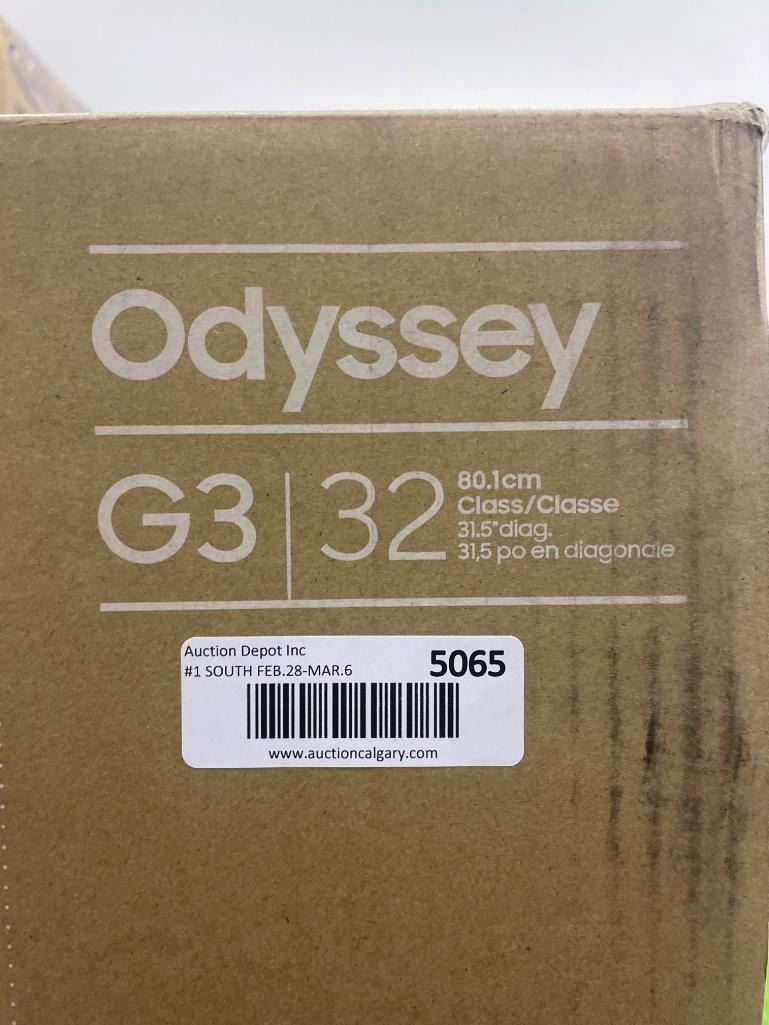 Odyssey
G3 | 32
80.1cm
Class/Classe
31.5"diag.
31,5 po en diagonale
Auction Depot Inc
#1 SOUTH FEB.28-MAR.6
5065
www.auctioncalgary.com